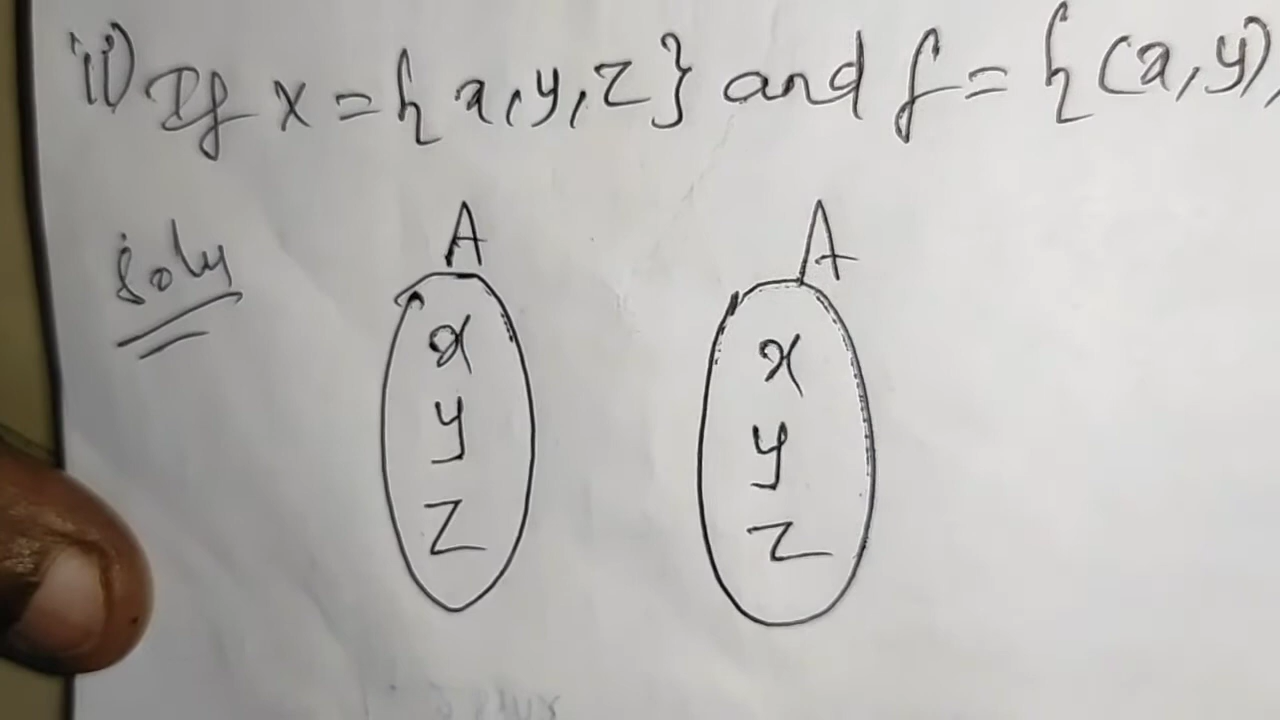 ii) If X = {x, y, z} and f = {(x, y),
Soln
A A
x x
y y
z z